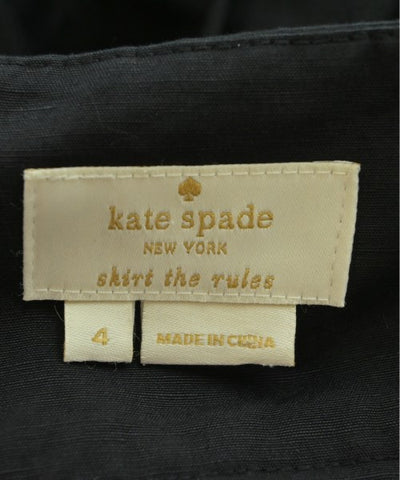 kate spade
NEW YORK
skirt the rules
4
MADE IN CHINA